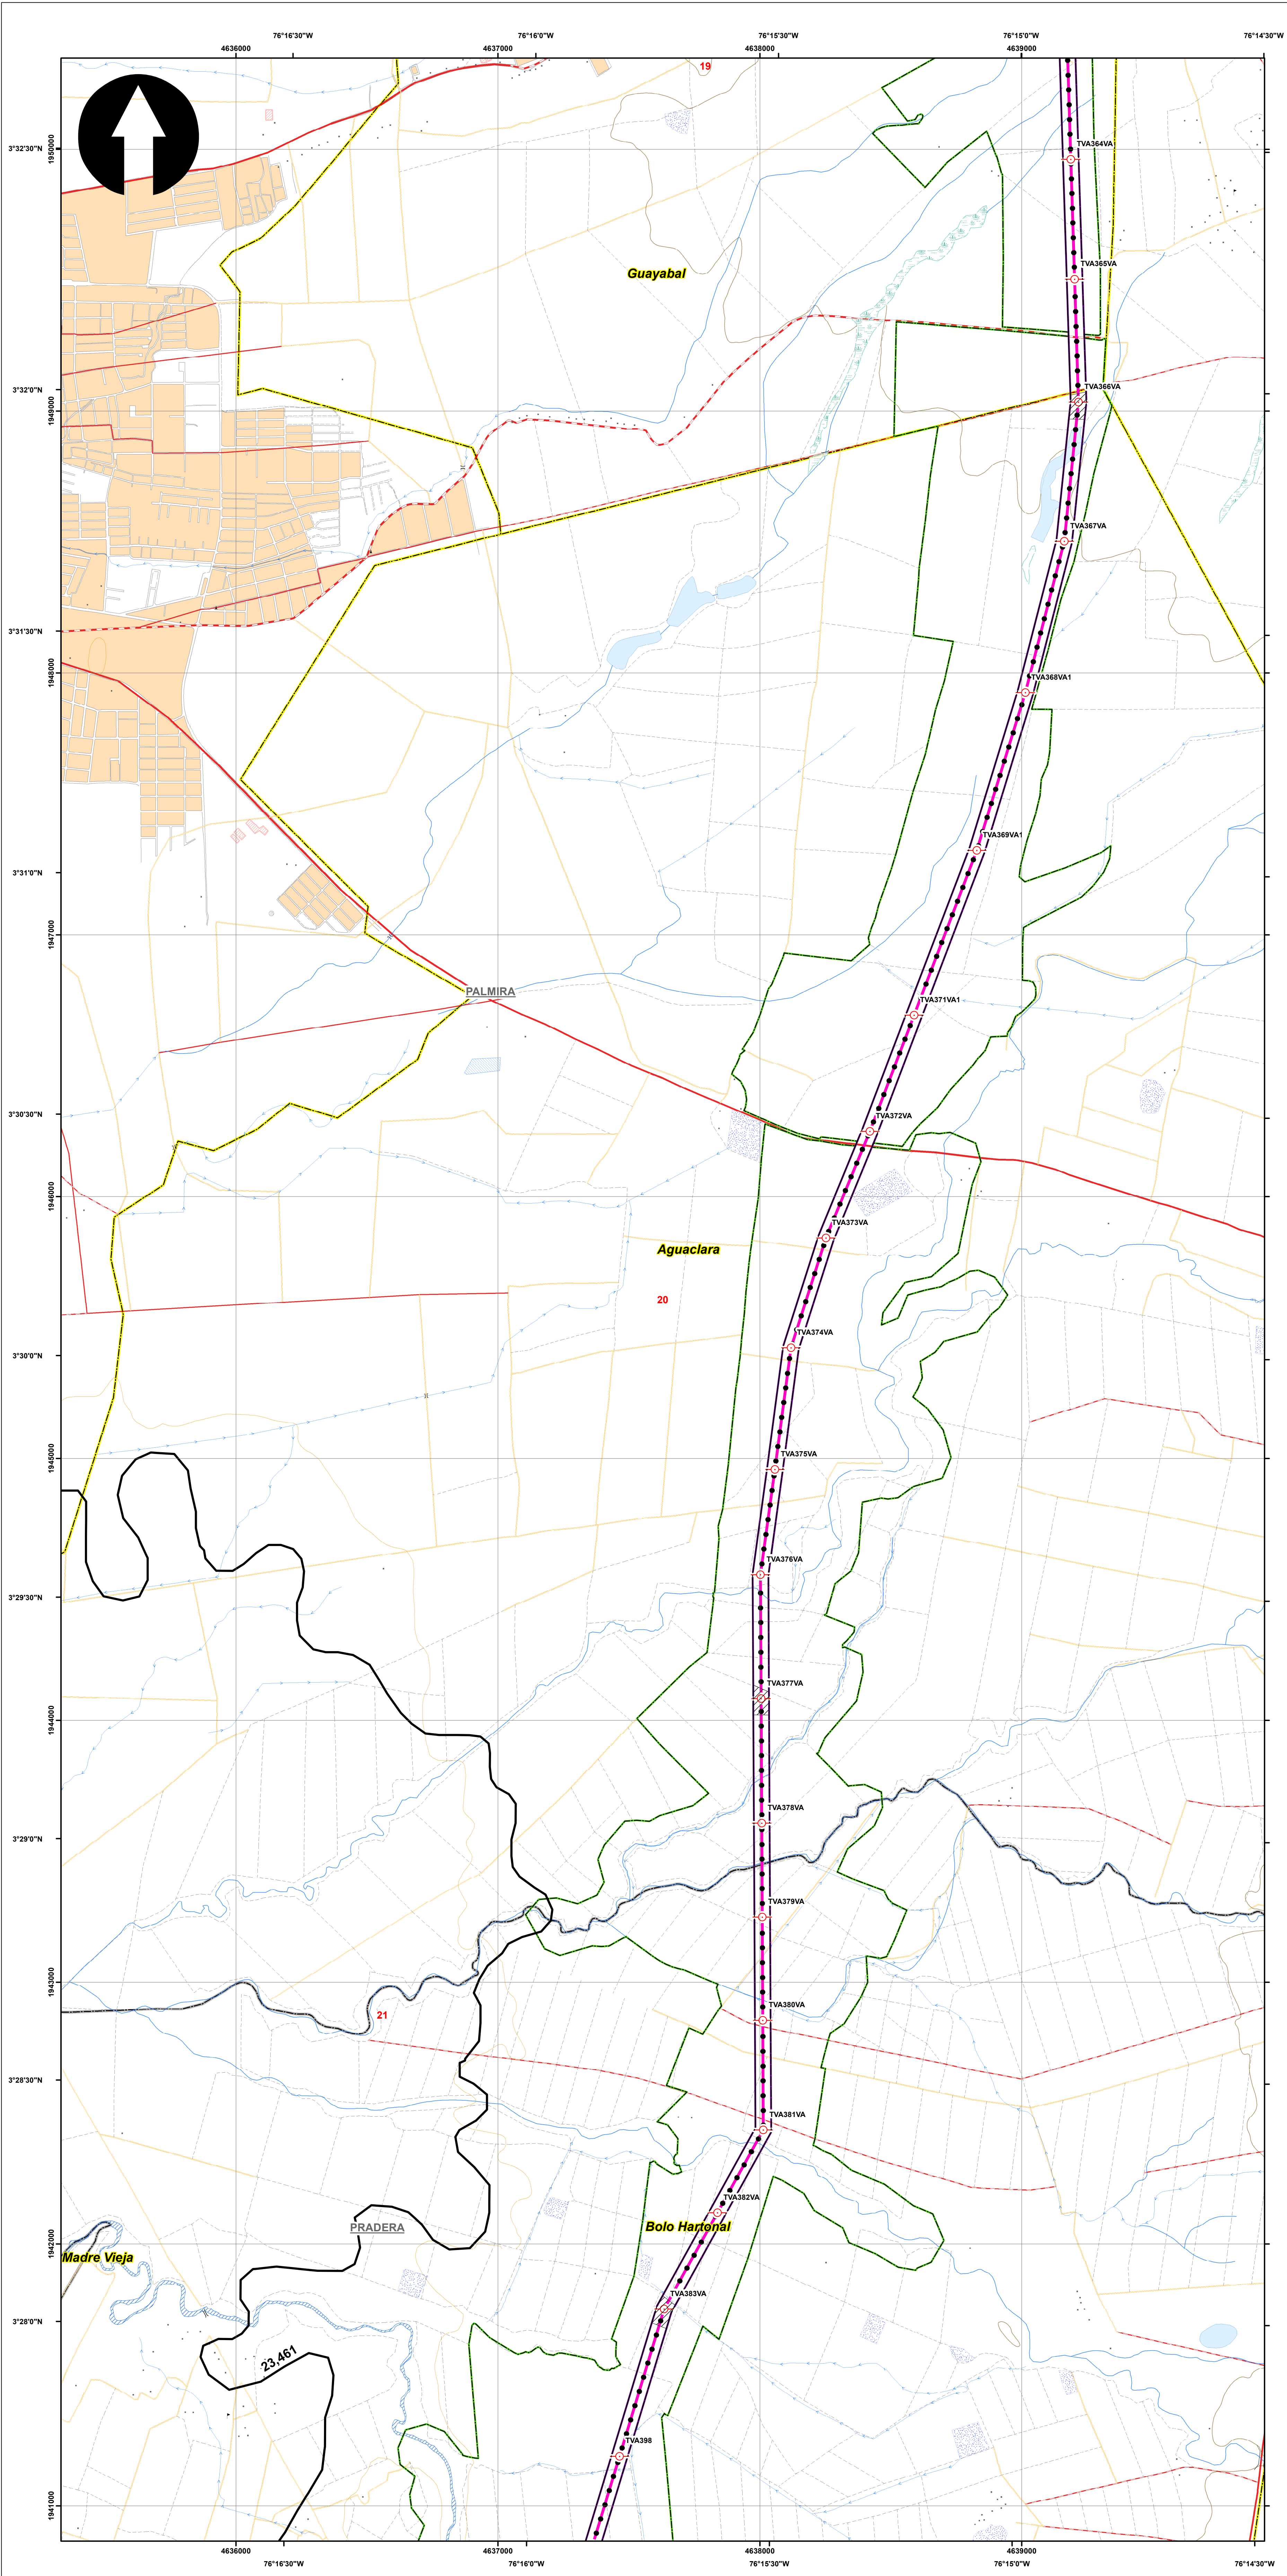 76°16'30"W 76°16'0"W 76°15'30"W 76°15'0"W 76°14'30"W
4636000 4637000 4638000 4639000
19
3°32'30"N
1950000
TVA364VA
TVA365VA
Guayabal
3°32'0"N
TVA366VA
1949000
TVA367VA
3°31'30"N
1948000
TVA368VA1
TVA369VA1
3°31'0"N
1947000
PALMIRA
TVA371VA1
3°30'30"N
TVA372VA
1946000
TVA373VA
Aguaclara
20
TVA374VA
3°30'0"N
1945000
TVA375VA
TVA376VA
3°29'30"N
TVA377VA
1944000
TVA378VA
3°29'0"N
TVA379VA
1943000
TVA380VA
21
3°28'30"N
TVA381VA
TVA382VA
PRADERA
Bolo Hartonal
1942000
Madre Vieja
TVA383VA
3°28'0"N
23,461
TVA398
1941000
4636000 4637000 4638000 4639000
76°16'30"W 76°16'0"W 76°15'30"W 76°15'0"W 76°14'30"W